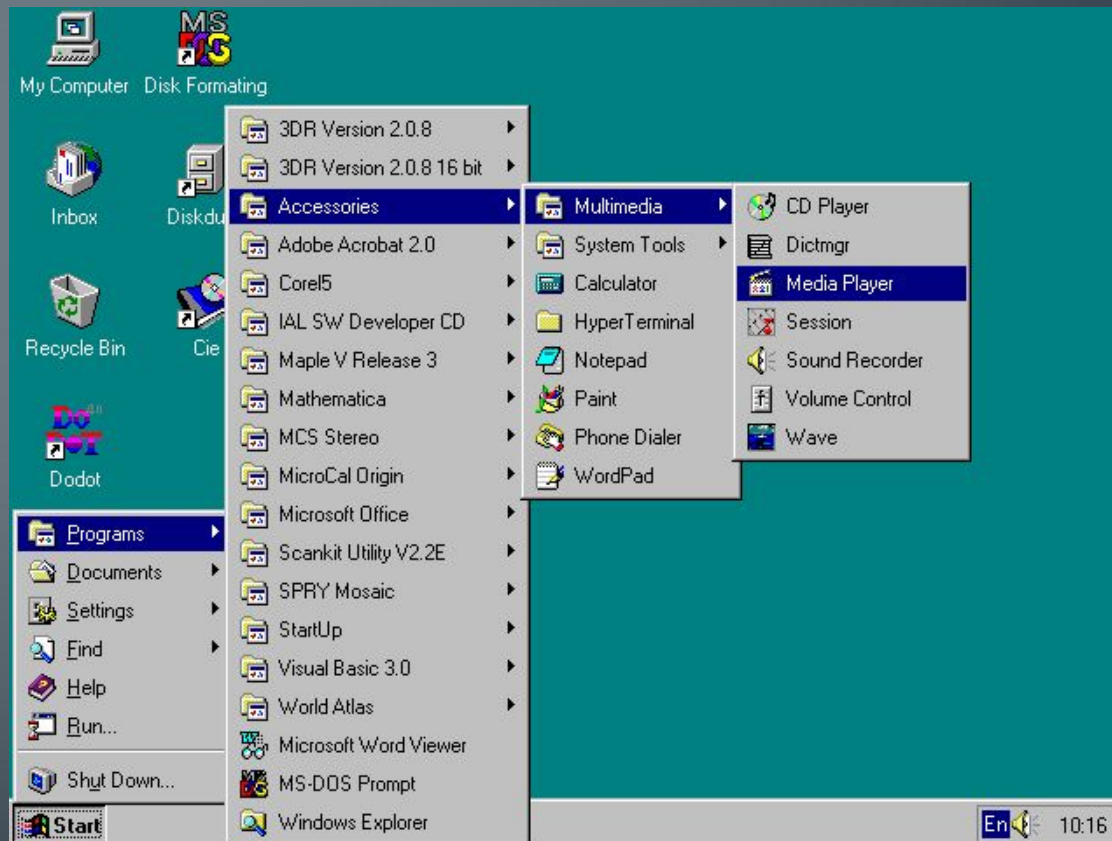 My Computer
Disk Formating
Inbox
Diskdu
Recycle Bin
Cie
Dodot
Programs
Documents
Settings
Find
Help
Run...
Shut Down...
3DR Version 2.0.8
3DR Version 2.0.8 16 bit
Accessories
Adobe Acrobat 2.0
Corel5
IAL SW Developer CD
Maple V Release 3
Mathematica
MCS Stereo
MicroCal Origin
Microsoft Office
Scankit Utility V2.2E
SPRY Mosaic
StartUp
Visual Basic 3.0
World Atlas
Microsoft Word Viewer
MS-DOS Prompt
Windows Explorer
Multimedia
System Tools
Calculator
HyperTerminal
Notepad
Paint
Phone Dialer
WordPad
CD Player
Dictmgr
Media Player
Session
Sound Recorder
Volume Control
Wave
Start
En
10:16